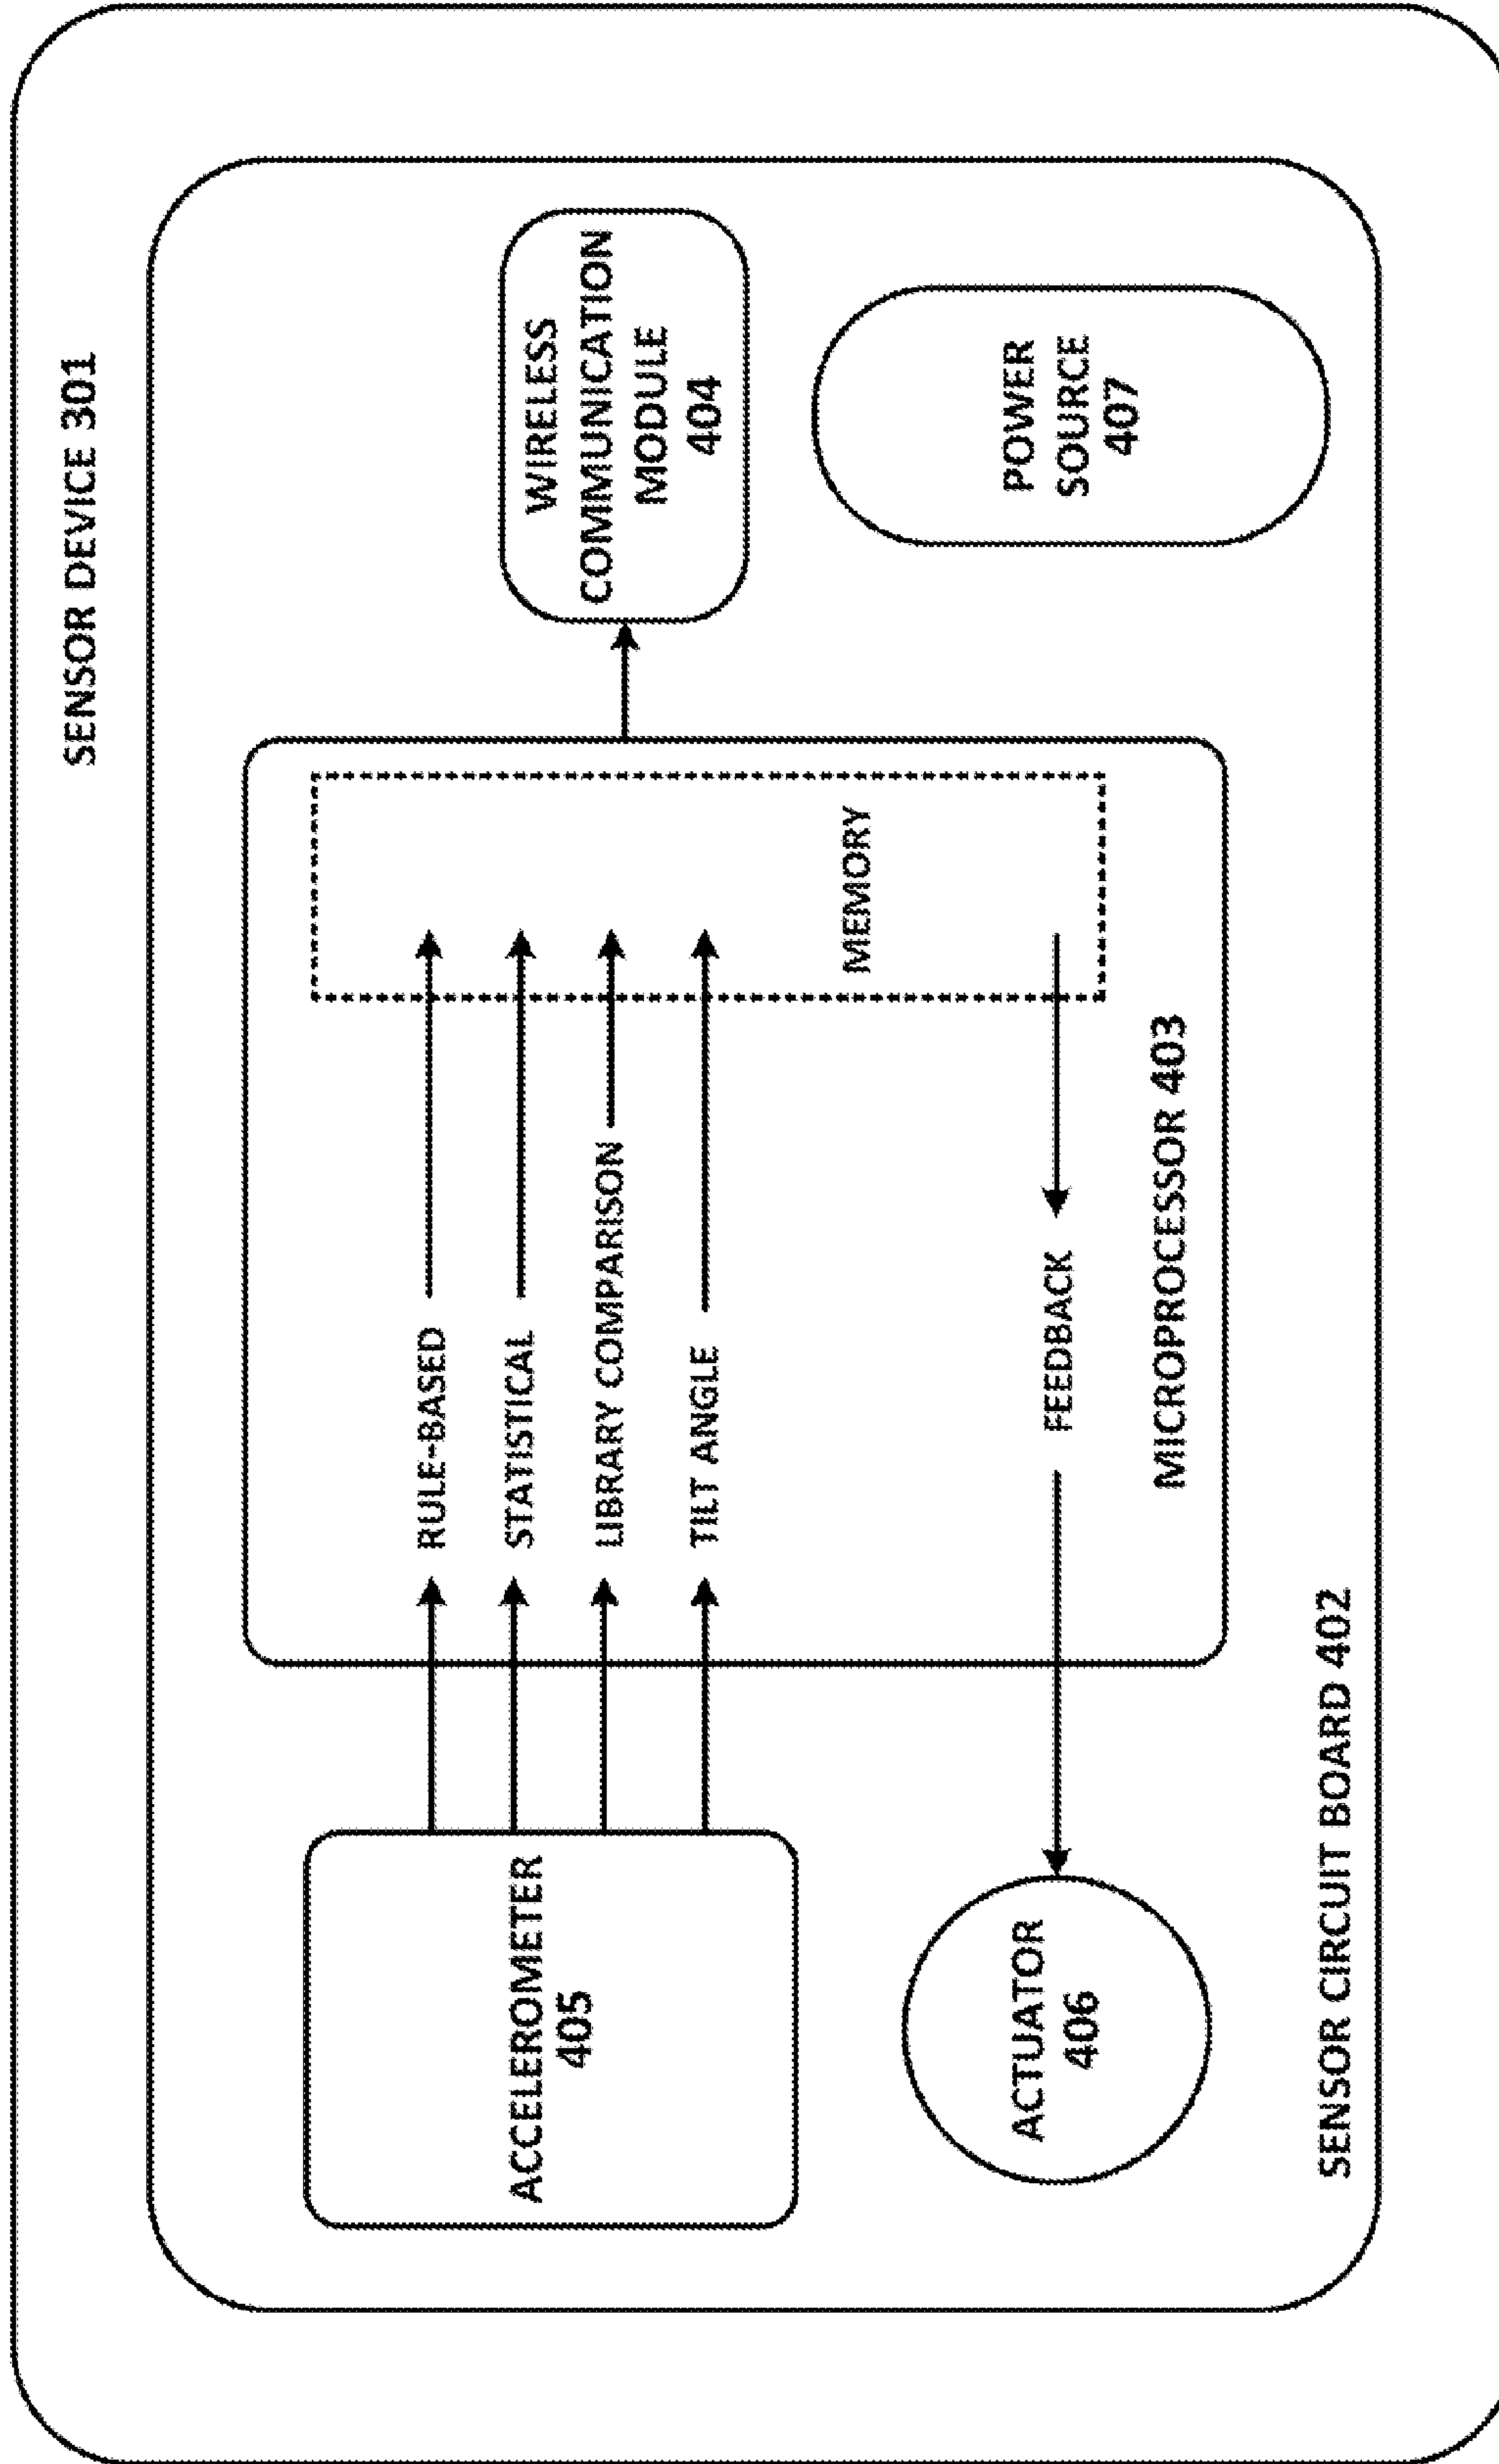 SENSOR DEVICE 301
ACCELEROMETER
405
RULE-BASED
STATISTICAL
LIBRARY COMPARISON
TILT ANGLE
MEMORY
WIRELESS
COMMUNICATION
MODULE
404
ACTUATOR
406
FEEDBACK
POWER
SOURCE
407
MICROPROCESSOR 403
SENSOR CIRCUIT BOARD 402